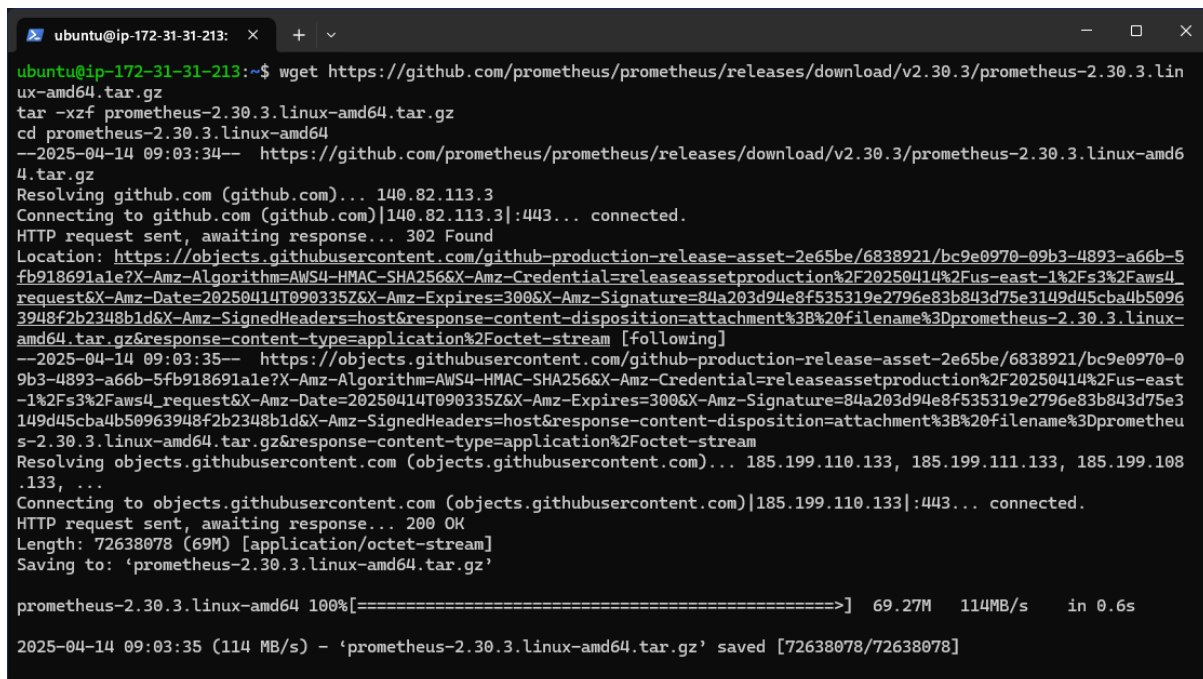 ubuntu@ip-172-31-31-213:
ubuntu@ip-172-31-31-213:~$ wget https://github.com/prometheus/prometheus/releases/download/v2.30.3/prometheus-2.30.3.lin
ux-amd64.tar.gz
tar -xzf prometheus-2.30.3.linux-amd64.tar.gz
cd prometheus-2.30.3.linux-amd64
--2025-04-14 09:03:34--  https://github.com/prometheus/prometheus/releases/download/v2.30.3/prometheus-2.30.3.linux-amd6
4.tar.gz
Resolving github.com (github.com)... 140.82.113.3
Connecting to github.com (github.com)|140.82.113.3|:443... connected.
HTTP request sent, awaiting response... 302 Found
Location: https://objects.githubusercontent.com/github-production-release-asset-2e65be/6838921/bc9e0970-09b3-4893-a66b-5
fb918691a1e?X-Amz-Algorithm=AWS4-HMAC-SHA256&X-Amz-Credential=releaseassetproduction%2F20250414%2Fus-east-1%2Fs3%2Faws4_
request&X-Amz-Date=20250414T090335Z&X-Amz-Expires=300&X-Amz-Signature=84a203d94e8f535319e2796e83b843d75e3149d45cba4b5096
3948f2b2348b1d&X-Amz-SignedHeaders=host&response-content-disposition=attachment%3B%20filename%3Dprometheus-2.30.3.linux-
amd64.tar.gz&response-content-type=application%2Foctet-stream [following]
--2025-04-14 09:03:35--  https://objects.githubusercontent.com/github-production-release-asset-2e65be/6838921/bc9e0970-0
9b3-4893-a66b-5fb918691a1e?X-Amz-Algorithm=AWS4-HMAC-SHA256&X-Amz-Credential=releaseassetproduction%2F20250414%2Fus-east
-1%2Fs3%2Faws4_request&X-Amz-Date=20250414T090335Z&X-Amz-Expires=300&X-Amz-Signature=84a203d94e8f535319e2796e83b843d75e3
149d45cba4b50963948f2b2348b1d&X-Amz-SignedHeaders=host&response-content-disposition=attachment%3B%20filename%3Dprometheu
s-2.30.3.linux-amd64.tar.gz&response-content-type=application%2Foctet-stream
Resolving objects.githubusercontent.com (objects.githubusercontent.com)... 185.199.110.133, 185.199.111.133, 185.199.108
.133, ...
Connecting to objects.githubusercontent.com (objects.githubusercontent.com)|185.199.110.133|:443... connected.
HTTP request sent, awaiting response... 200 OK
Length: 72638078 (69M) [application/octet-stream]
Saving to: ‘prometheus-2.30.3.linux-amd64.tar.gz’
prometheus-2.30.3.linux-amd64 100%[=================================================>]  69.27M   114MB/s    in 0.6s
2025-04-14 09:03:35 (114 MB/s) - ‘prometheus-2.30.3.linux-amd64.tar.gz’ saved [72638078/72638078]